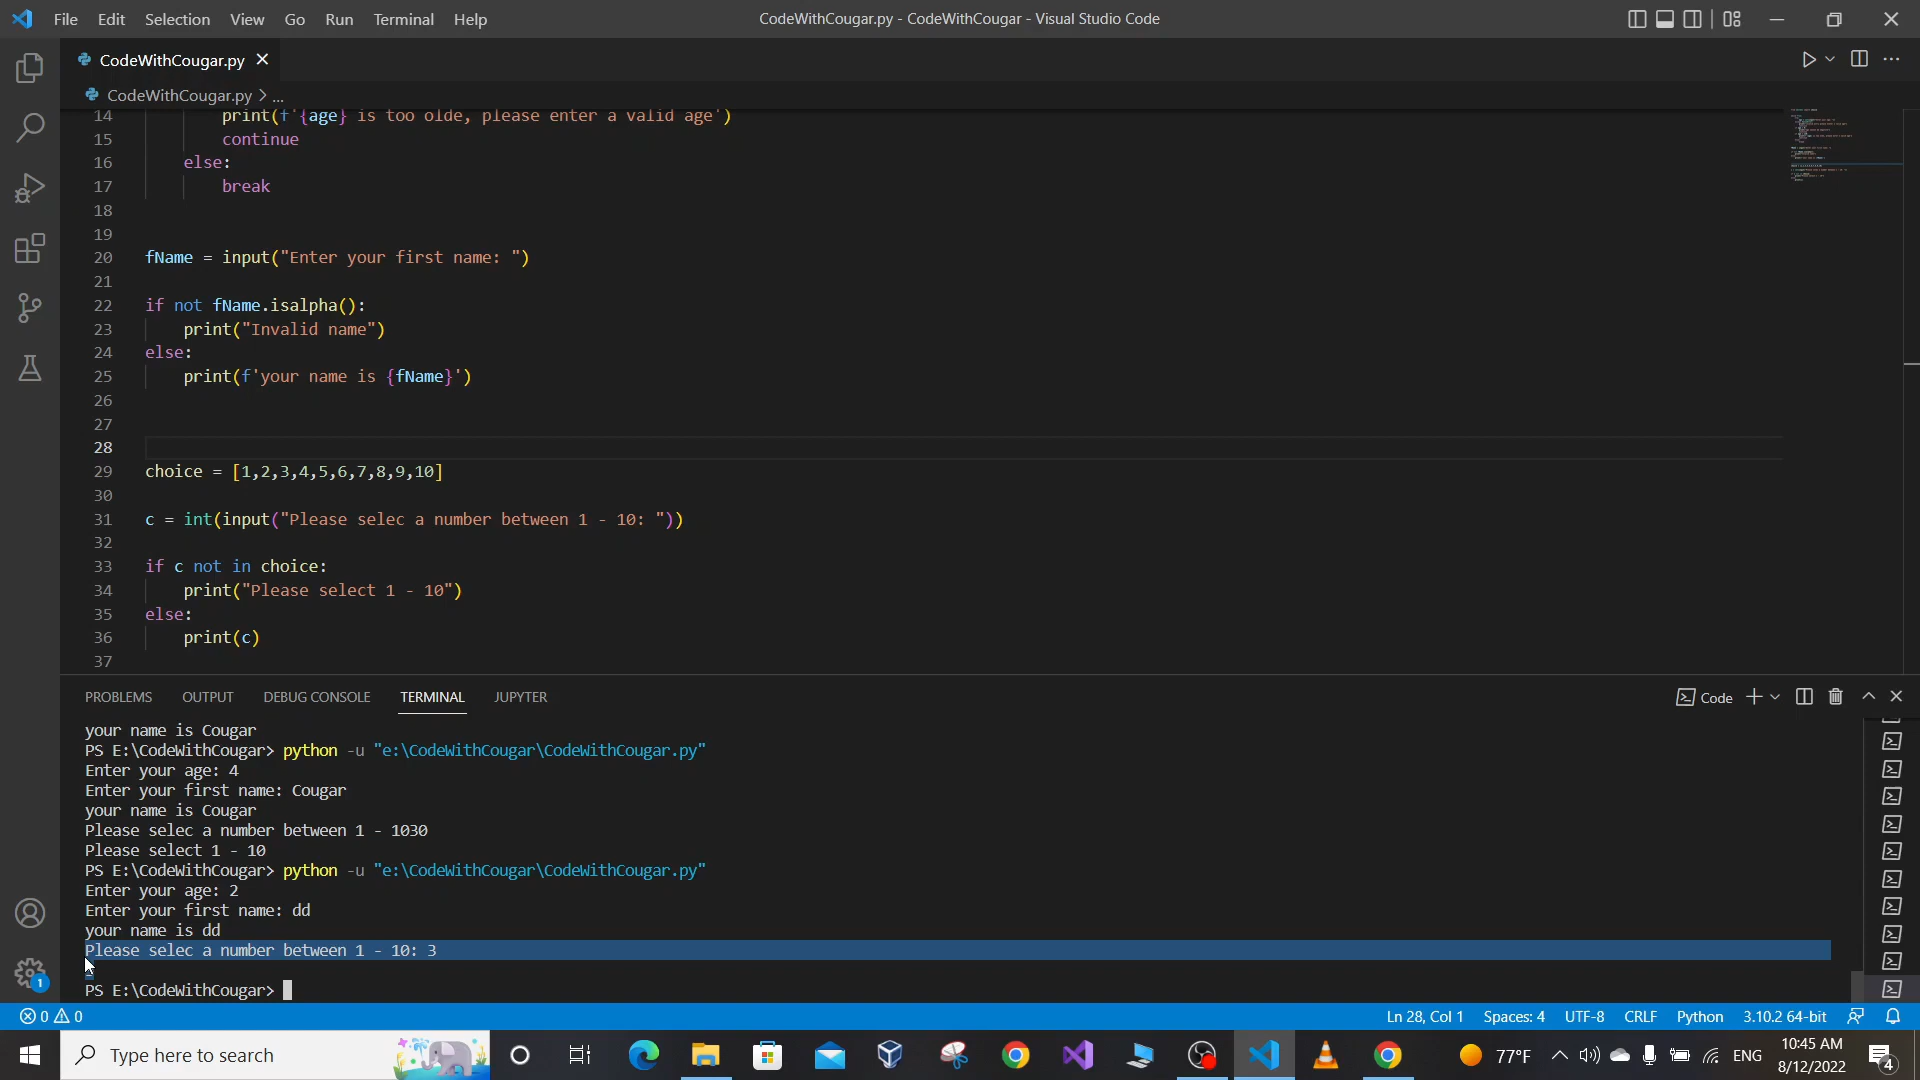 File Edit Selection View Go Run Terminal Help
CodeWithCougar.py - CodeWithCougar - Visual Studio Code
CodeWithCougar.py
CodeWithCougar.py > ...
14 print(f'{age} is too olde, please enter a valid age')
15 continue
16 else:
17 break
18
19
20 fName = input("Enter your first name: ")
21
22 if not fName.isalpha():
23 print("Invalid name")
24 else:
25 print(f'your name is {fName}')
26
27
28
29 choice = [1,2,3,4,5,6,7,8,9,10]
30
31 c = int(input("Please selec a number between 1 - 10: "))
32
33 if c not in choice:
34 print("Please select 1 - 10")
35 else:
36 print(c)
37
PROBLEMS OUTPUT DEBUG CONSOLE TERMINAL JUPYTER
Code
your name is Cougar
PS E:\CodeWithCougar> python -u "e:\CodeWithCougar\CodeWithCougar.py"
Enter your age: 4
Enter your first name: Cougar
your name is Cougar
Please selec a number between 1 - 1030
Please select 1 - 10
PS E:\CodeWithCougar> python -u "e:\CodeWithCougar\CodeWithCougar.py"
Enter your age: 2
Enter your first name: dd
your name is dd
Please selec a number between 1 - 10: 3
PS E:\CodeWithCougar>
1
0 0
Ln 28, Col 1 Spaces: 4 UTF-8 CRLF Python 3.10.2 64-bit
Type here to search
77°F
ENG
10:45 AM
8/12/2022
4